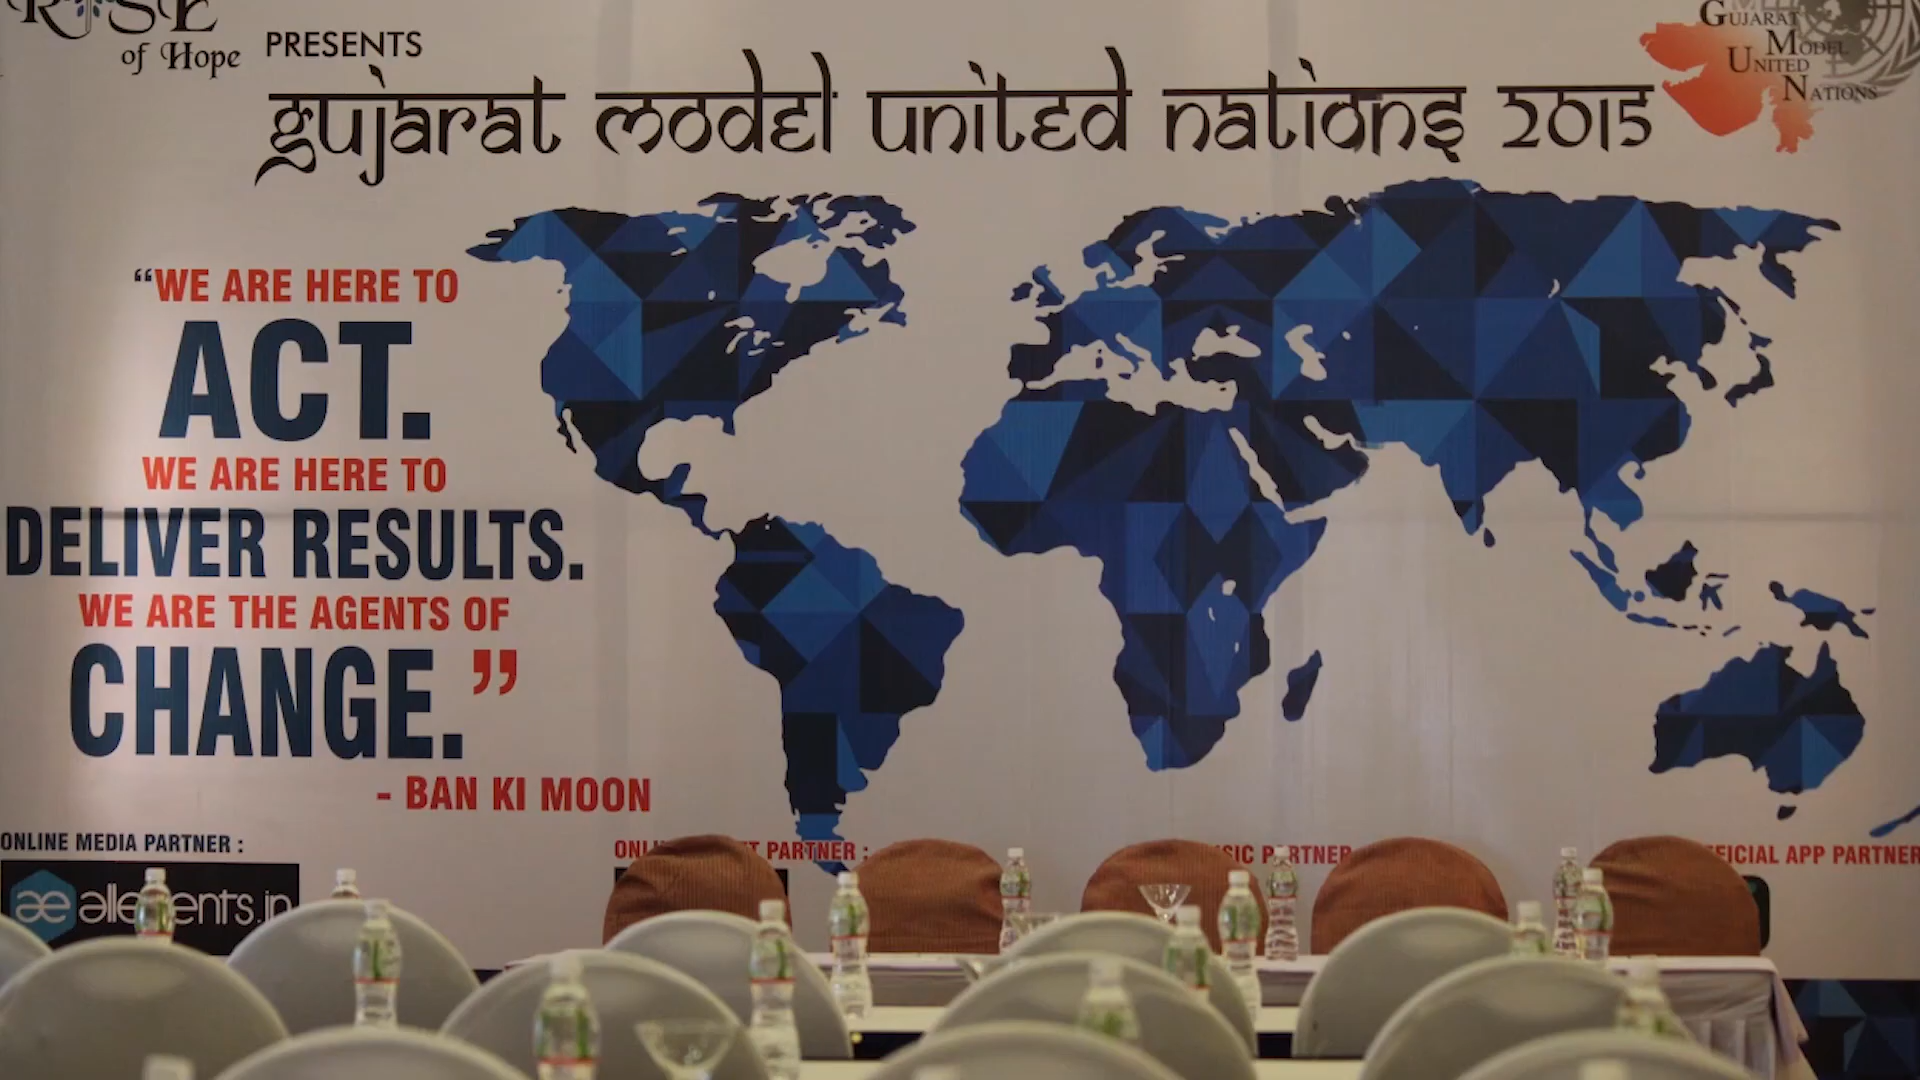 RISE
of Hope
PRESENTS
gujarat model united nations 2015
GUJARAT
MODEL
UNITED
NATIONS
“WE ARE HERE TO
ACT.
WE ARE HERE TO
DELIVER RESULTS.
WE ARE THE AGENTS OF
CHANGE.”
- BAN KI MOON
ONLINE MEDIA PARTNER :
PARTNER :
PARTNER
APP PARTNER